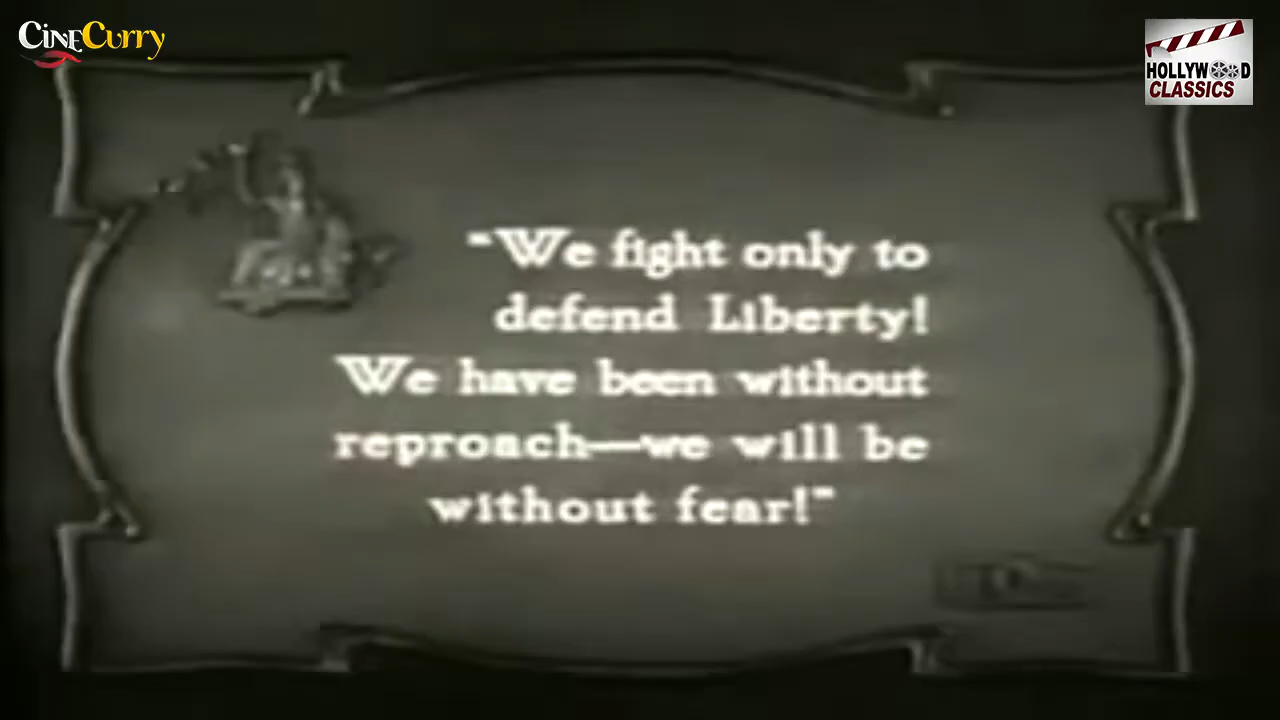 CINECURRY
HOLLYWOOD
CLASSICS
"We fight only to
defend Liberty!
We have been without
reproach—we will be
without fear!"